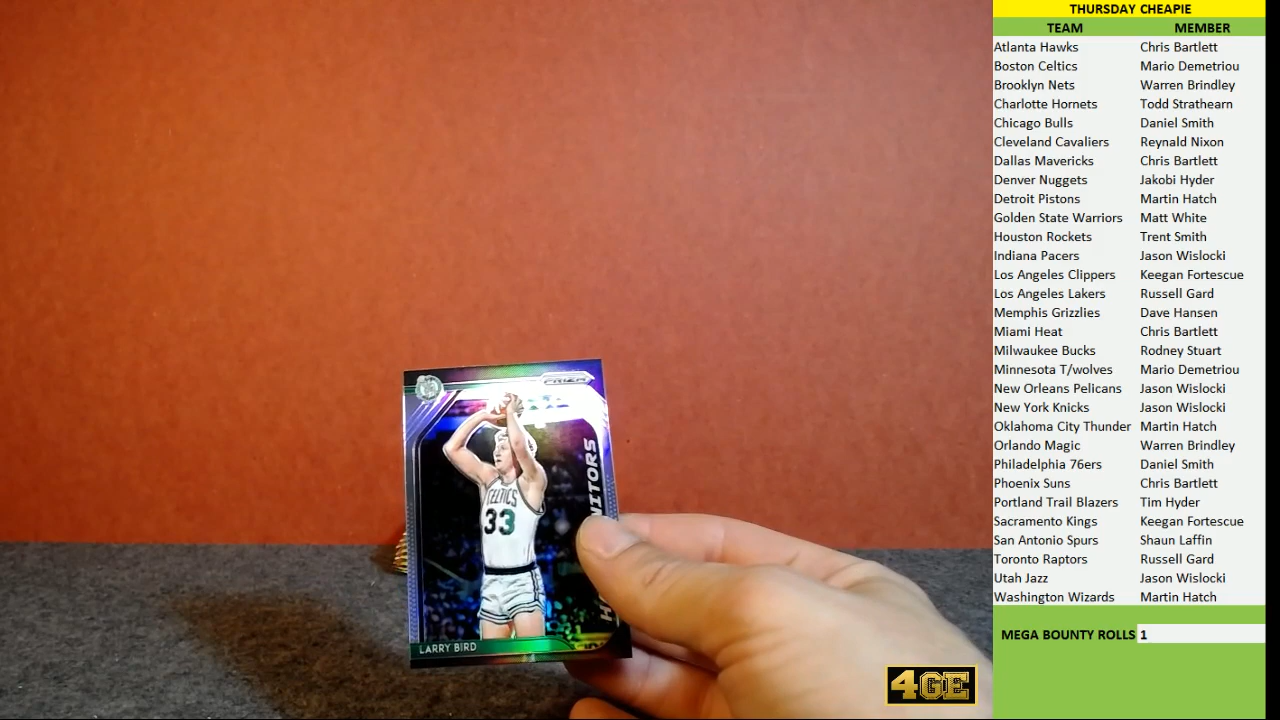 THURSDAY CHEAPIE
TEAM MEMBER
Atlanta Hawks Chris Bartlett
Boston Celtics Mario Demetriou
Brooklyn Nets Warren Brindley
Charlotte Hornets Todd Strathearn
Chicago Bulls Daniel Smith
Cleveland Cavaliers Reynald Nixon
Dallas Mavericks Chris Bartlett
Denver Nuggets Jakobi Hyder
Detroit Pistons Martin Hatch
Golden State Warriors Matt White
Houston Rockets Trent Smith
Indiana Pacers Jason Wislocki
Los Angeles Clippers Keegan Fortescue
Los Angeles Lakers Russell Gard
Memphis Grizzlies Dave Hansen
Miami Heat Chris Bartlett
Milwaukee Bucks Rodney Stuart
Minnesota T/wolves Mario Demetriou
New Orleans Pelicans Jason Wislocki
New York Knicks Jason Wislocki
Oklahoma City Thunder Martin Hatch
Orlando Magic Warren Brindley
Philadelphia 76ers Daniel Smith
Phoenix Suns Chris Bartlett
Portland Trail Blazers Tim Hyder
Sacramento Kings Keegan Fortescue
San Antonio Spurs Shaun Laffin
Toronto Raptors Russell Gard
Utah Jazz Jason Wislocki
Washington Wizards Martin Hatch
MEGA BOUNTY ROLLS 1
PRIZM
CELTICS
33
LARRY BIRD
4GE